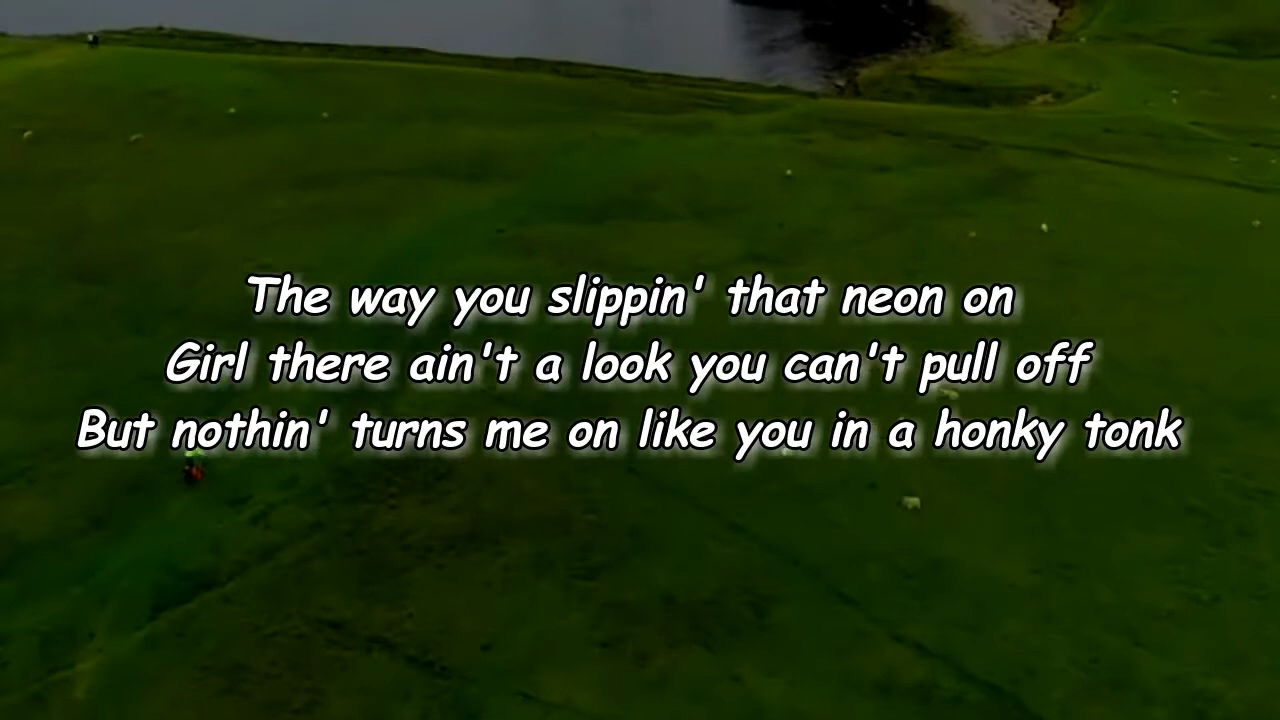 The way you slippin' that neon on
Girl there ain't a look you can't pull off
But nothin' turns me on like you in a honky tonk